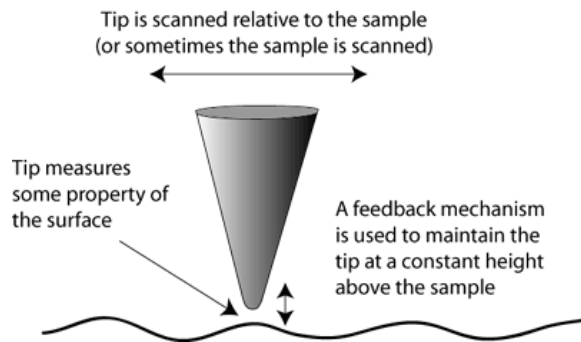 Tip is scanned relative to the sample
(or sometimes the sample is scanned)
Tip measures
some property of
the surface
A feedback mechanism
is used to maintain the
tip at a constant height
above the sample